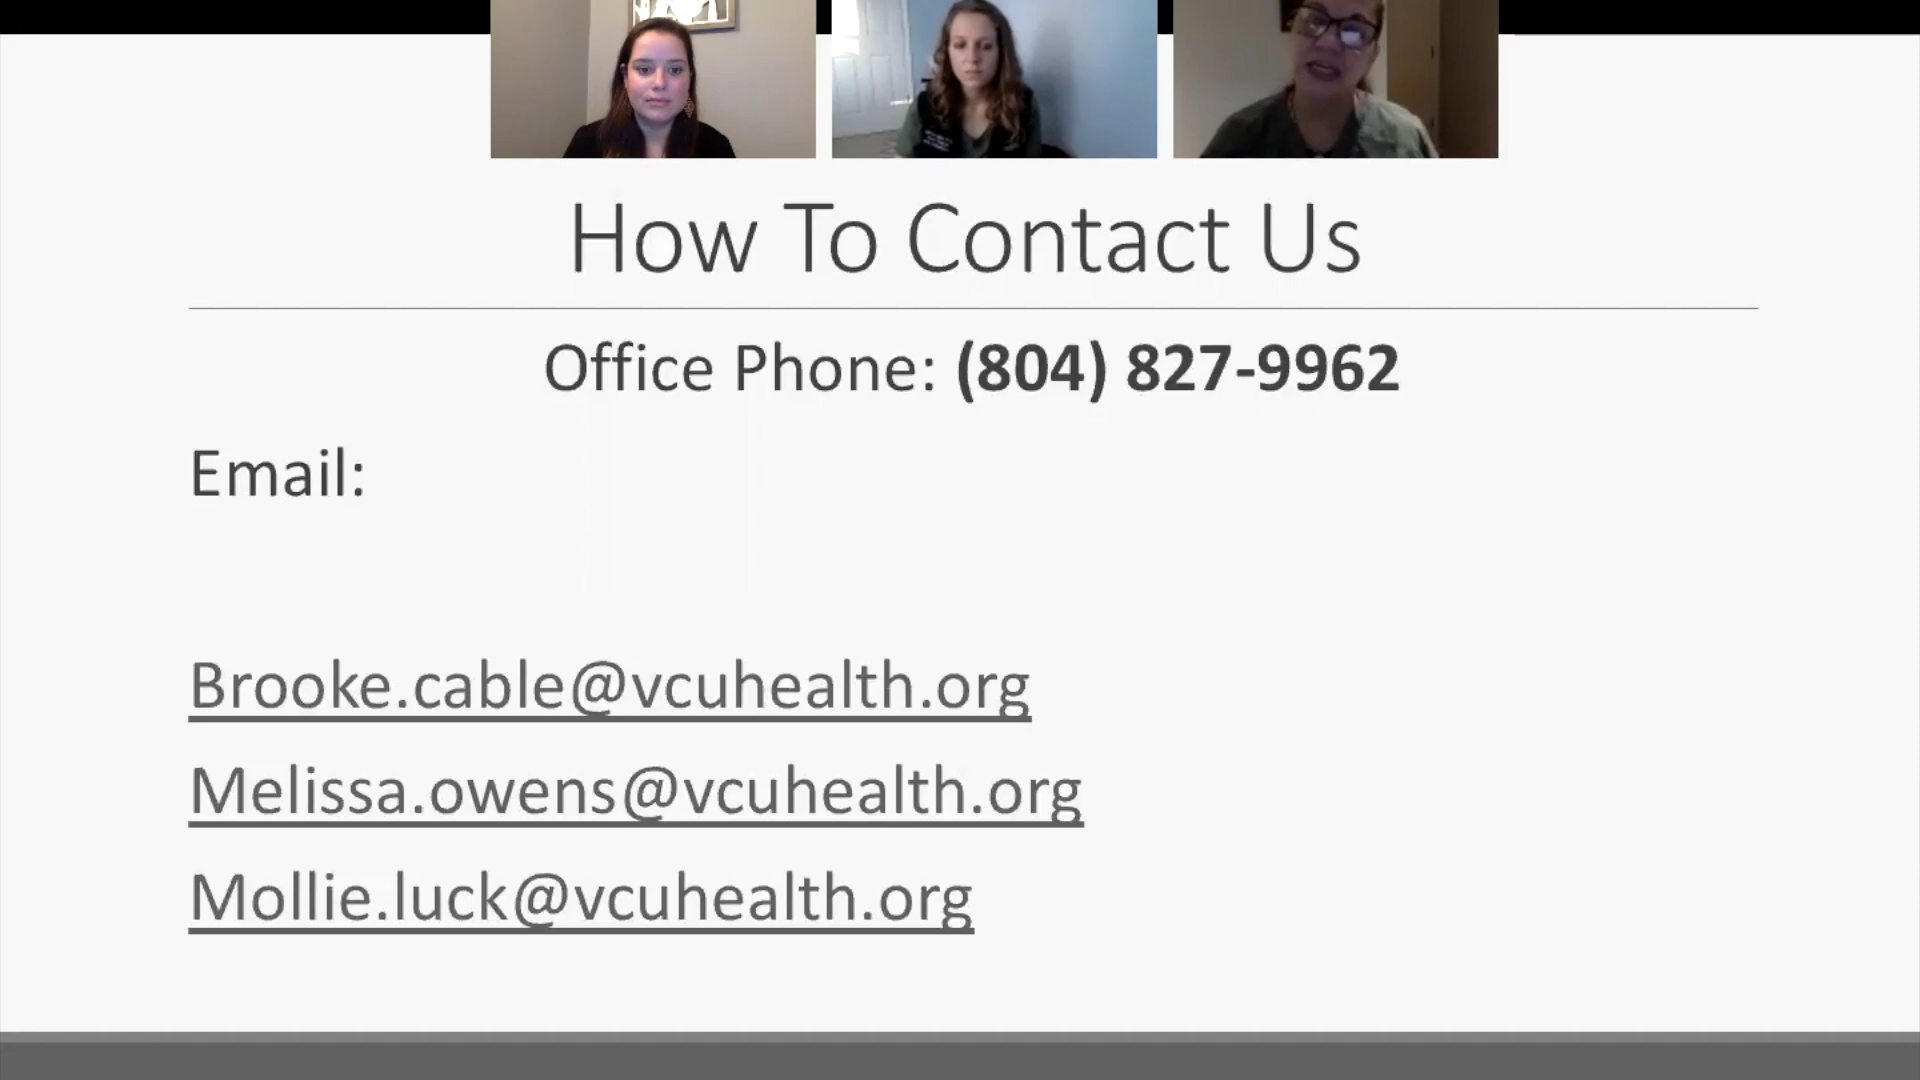 How To Contact Us
Office Phone: (804) 827-9962
Email:
Brooke.cable@vcuhealth.org
Melissa.owens@vcuhealth.org
Mollie.luck@vcuhealth.org